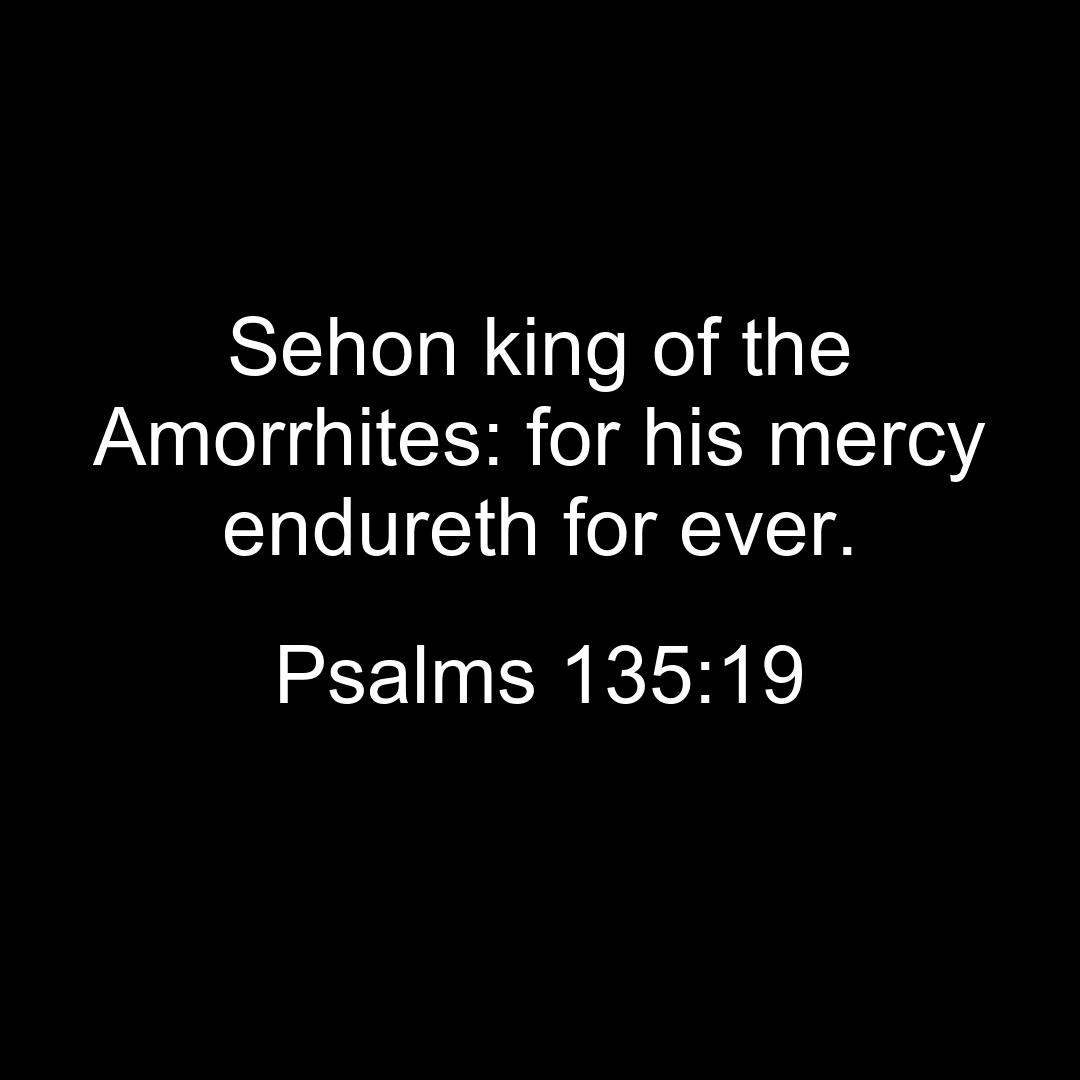 Sehon king of the
Amorrhites: for his mercy
endureth for ever.
Psalms 135:19